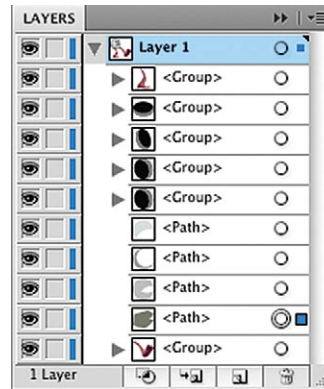 LAYERS
Layer 1
<Group>
<Group>
<Group>
<Group>
<Group>
<Path>
<Path>
<Path>
<Path>
<Group>
1 Layer